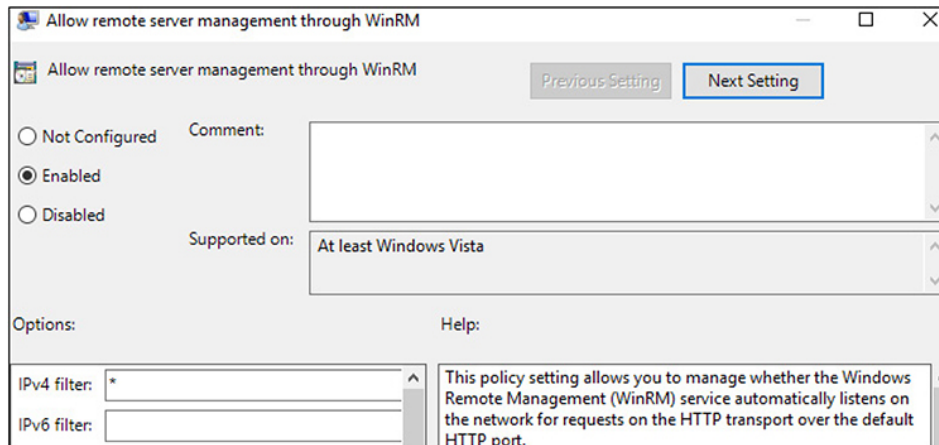 Allow remote server management through WinRM
Allow remote server management through WinRM
Previous Setting
Next Setting
Not Configured
Comment:
Enabled
Disabled
Supported on:
At least Windows Vista
Options:
Help:
IPv4 filter:
*
IPv6 filter:
This policy setting allows you to manage whether the Windows
Remote Management (WinRM) service automatically listens on
the network for requests on the HTTP transport over the default
HTTP port.